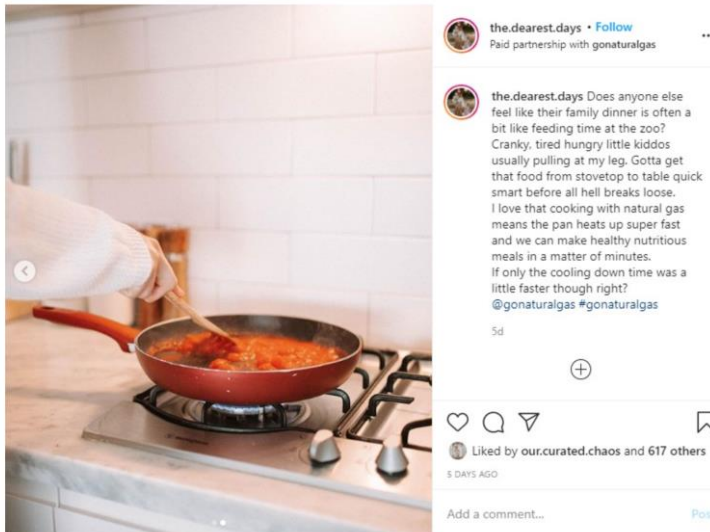 the.dearest.days • Follow
Paid partnership with gonaturalgas
the.dearest.days Does anyone else
feel like their family dinner is often a
bit like feeding time at the zoo?
Cranky, tired hungry little kiddos
usually pulling at my leg. Gotta get
that food from stovetop to table quick
smart before all hell breaks loose.
I love that cooking with natural gas
means the pan heats up super fast
and we can make healthy nutritious
meals in a matter of minutes.
If only the cooling down time was a
little faster though right?
@gonaturalgas #gonaturalgas
5d
Liked by our.curated.chaos and 617 others
5 DAYS AGO
Add a comment...